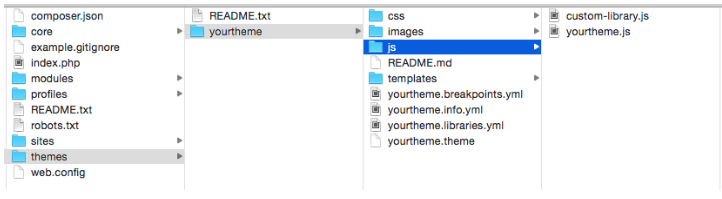 composer.json
core
example.gitignore
index.php
modules
profiles
README.txt
robots.txt
sites
themes
web.config
README.txt
yourtheme
css
images
js
README.md
templates
yourtheme.breakpoints.yml
yourtheme.info.yml
yourtheme.libraries.yml
yourtheme.theme
custom-library.js
yourtheme.js